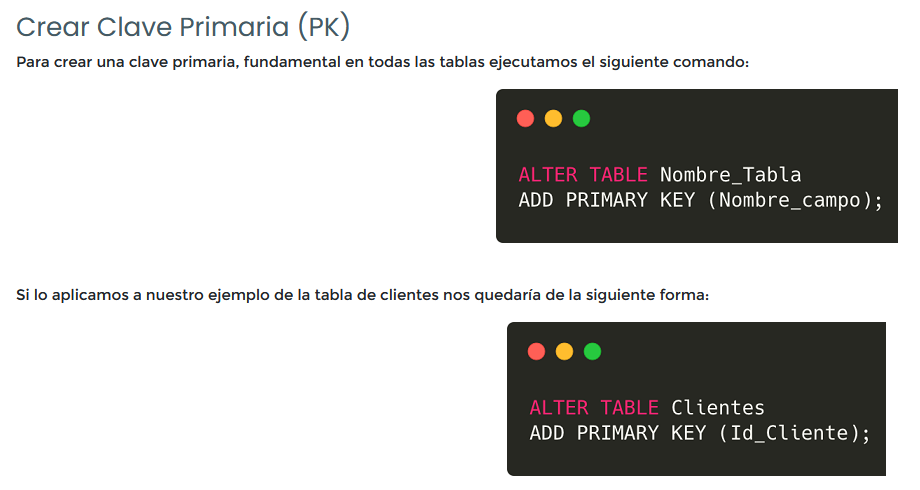 Crear Clave Primaria (PK)
Para crear una clave primaria, fundamental en todas las tablas ejecutamos el siguiente comando:
ALTER TABLE Nombre_Tabla
ADD PRIMARY KEY (Nombre_campo);
Si lo aplicamos a nuestro ejemplo de la tabla de clientes nos quedaría de la siguiente forma:
ALTER TABLE Clientes
ADD PRIMARY KEY (Id_Cliente);